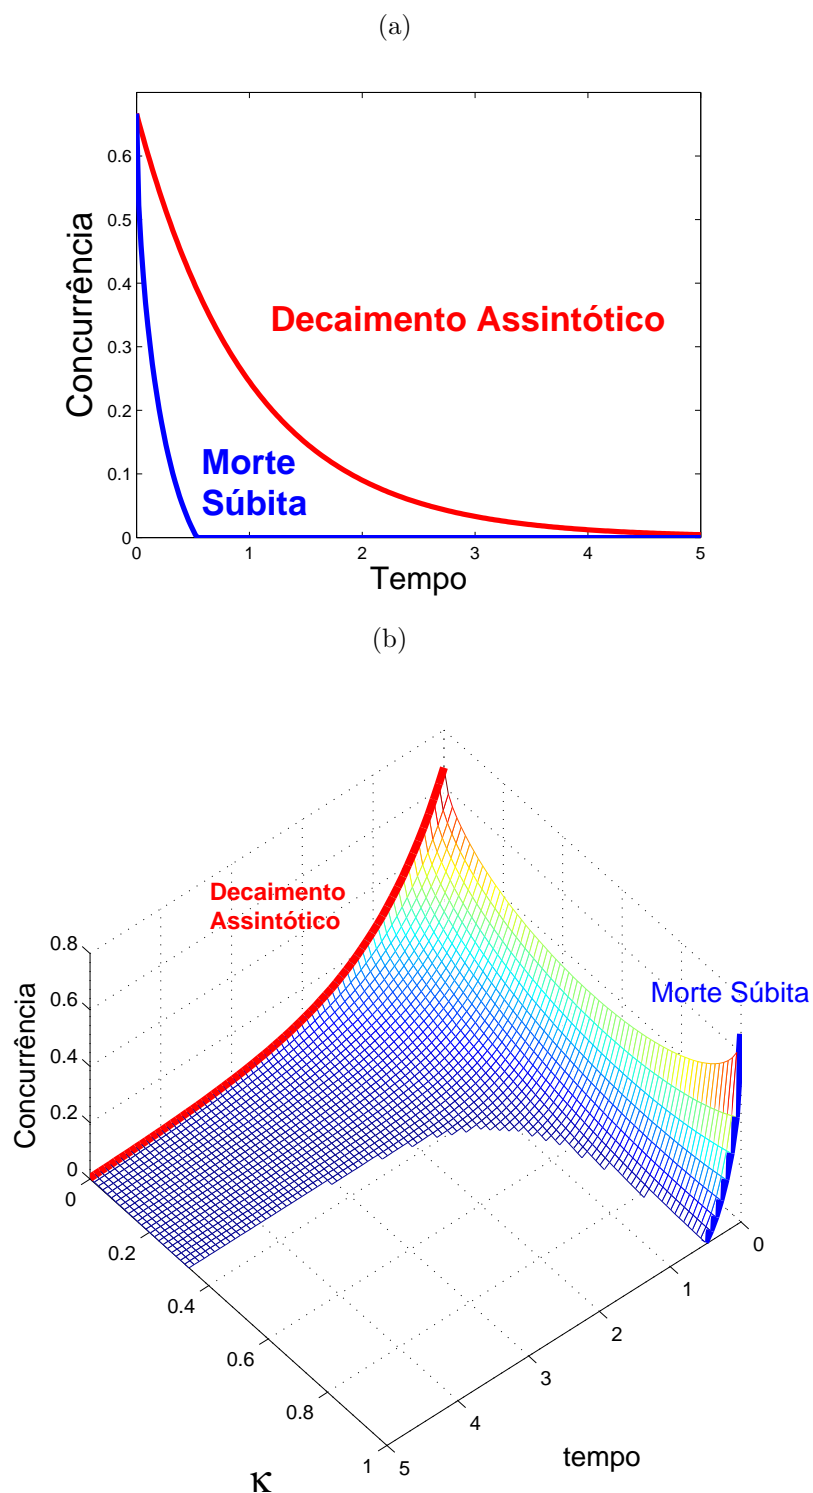 (a)
0.6
0.5
0.4
0.3
0.2
0.1
0
Concurrência
Decaimento Assintótico
Morte
Súbita
0 1 2 3 4 5
Tempo
(b)
Decaimento
Assintótico
Morte Súbita
0.8
0.6
0.4
0.2
0
Concurrência
0
0.2
0.4
0.6
0.8
1
κ
0
1
2
3
4
5
tempo